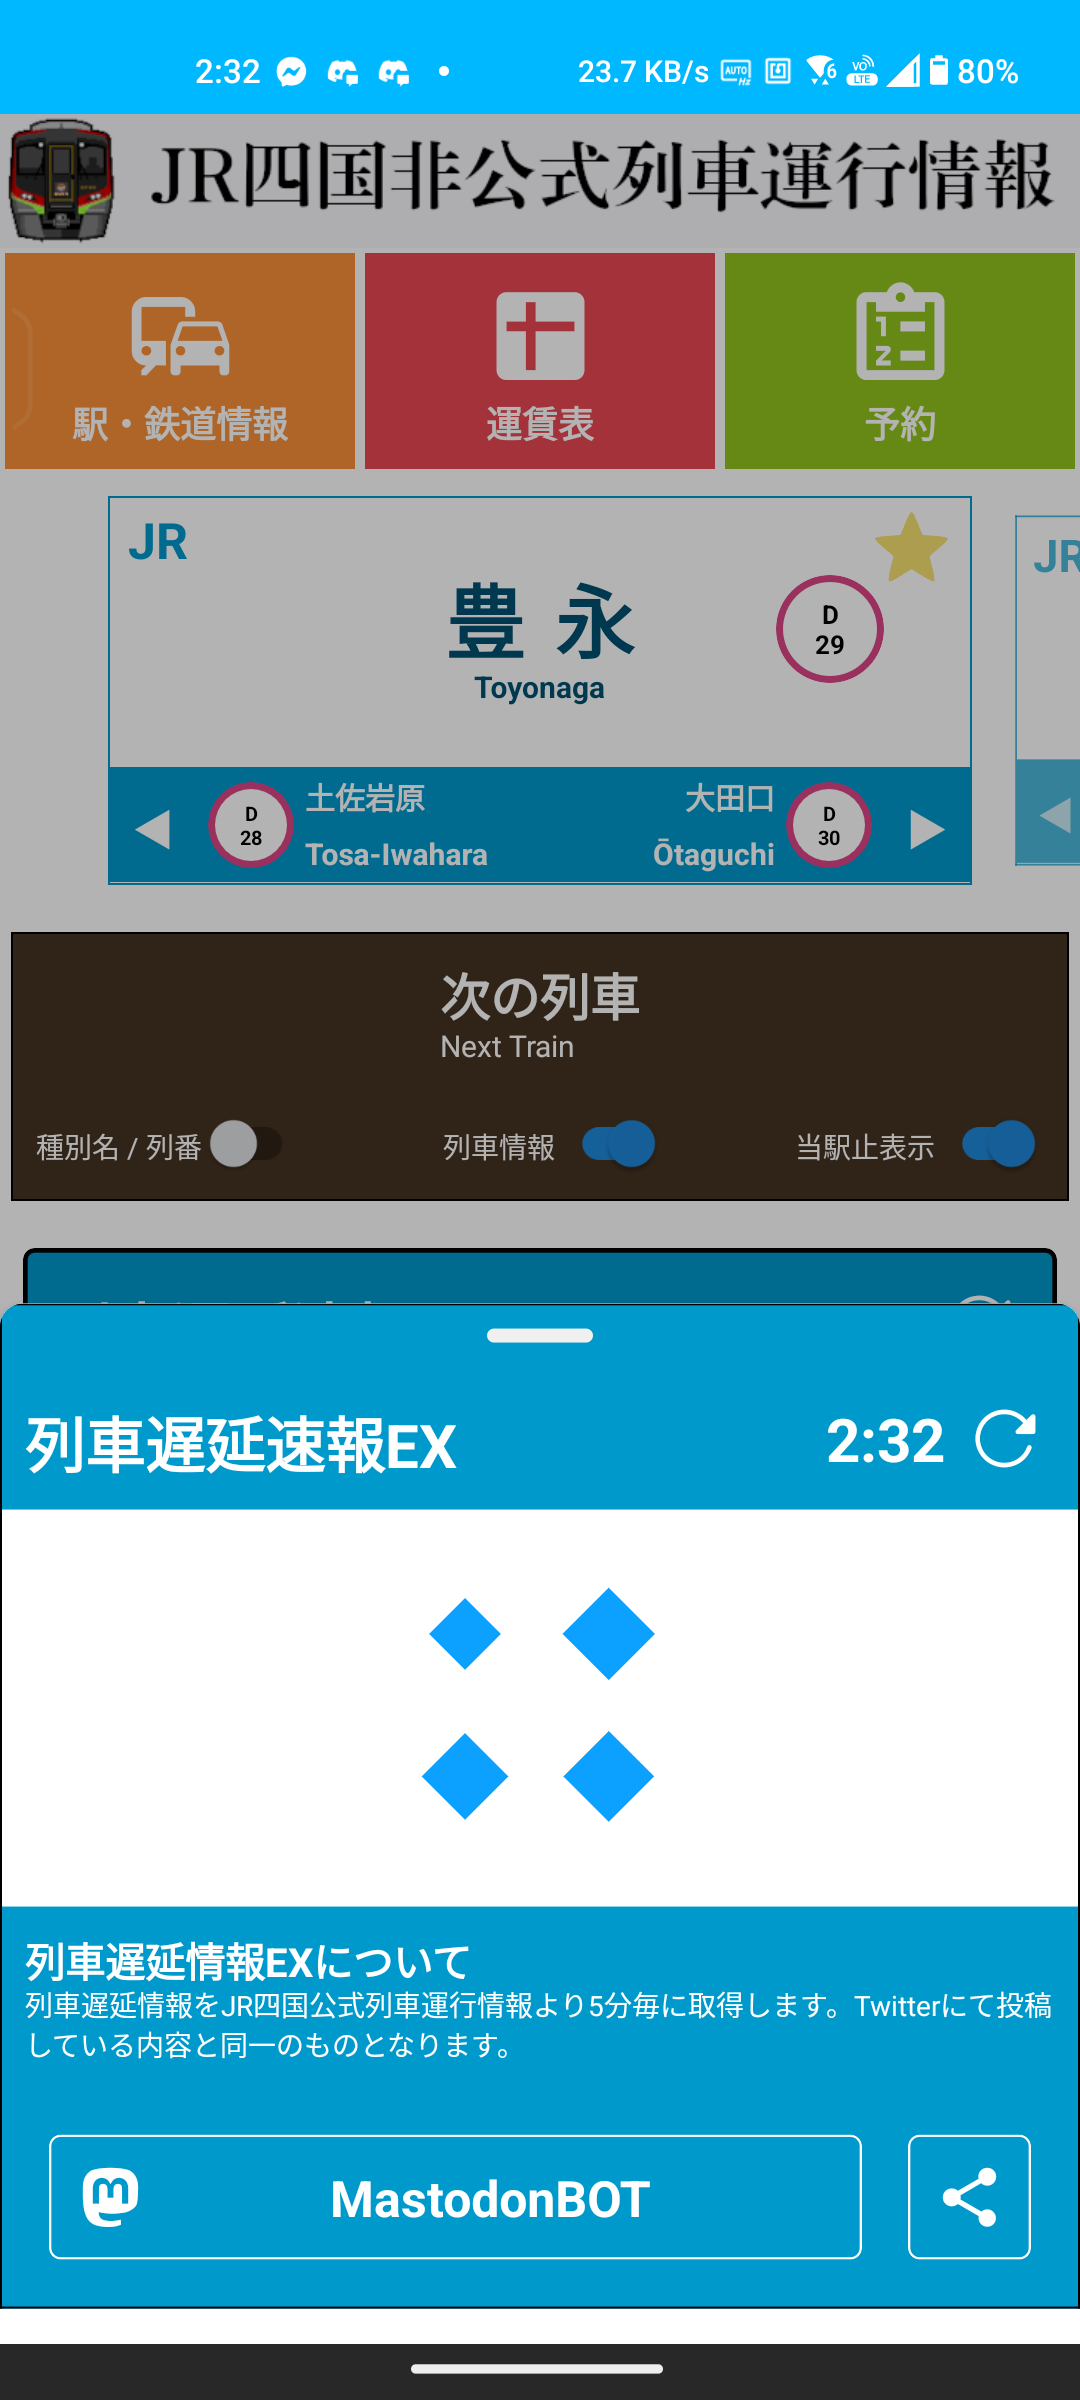 2:32 23.7 KB/s AUTO Hz 6 VO LTE 80%
JR四国非公式列車運行情報
駅・鉄道情報 運賃表 予約
JR
豊永
Toyonaga
D
29
JR
D
28
土佐岩原
Tosa-Iwahara
大田口
Ōtaguchi
D
30
次の列車
Next Train
種別名 / 列番 列車情報 当駅止表示
列車遅延速報EX 2:32
列車遅延情報EXについて
列車遅延情報をJR四国公式列車運行情報より5分毎に取得します。Twitterにて投稿
している内容と同一のものとなります。
MastodonBOT